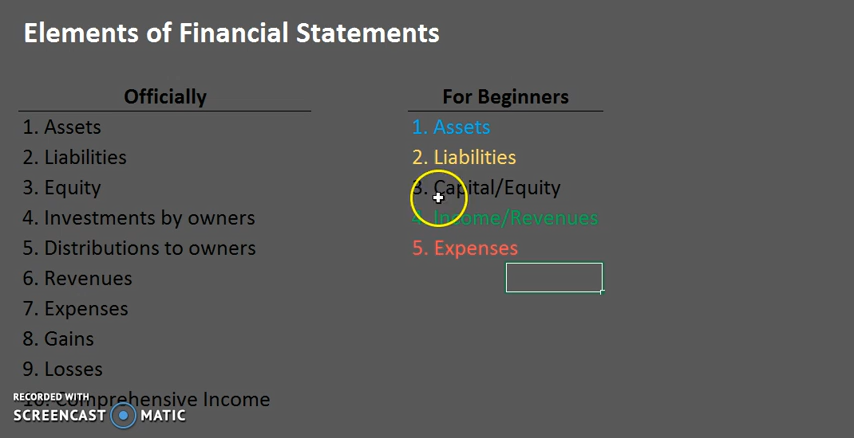 Elements of Financial Statements
Officially
1. Assets
2. Liabilities
3. Equity
4. Investments by owners
5. Distributions to owners
6. Revenues
7. Expenses
8. Gains
9. Losses
10. Comprehensive Income
For Beginners
1. Assets
2. Liabilities
3. Capital/Equity
4. Income/Revenues
5. Expenses
RECORDED WITH
SCREENCAST MATIC